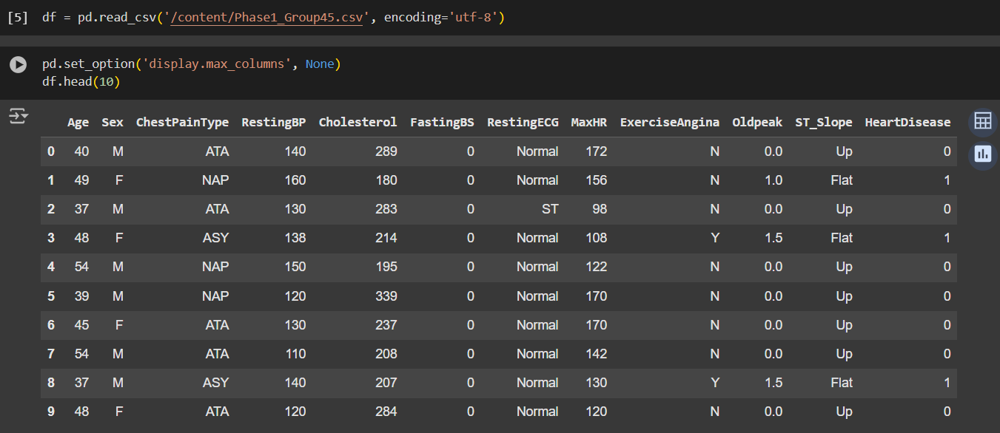 [5] df = pd.read_csv('/content/Phase1_Group45.csv', encoding='utf-8')
pd.set_option('display.max_columns', None)
df.head(10)
Age Sex ChestPainType RestingBP Cholesterol FastingBS RestingECG MaxHR ExerciseAngina Oldpeak ST_Slope HeartDisease
0 40 M ATA 140 289 0 Normal 172 N 0.0 Up 0
1 49 F NAP 160 180 0 Normal 156 N 1.0 Flat 1
2 37 M ATA 130 283 0 ST 98 N 0.0 Up 0
3 48 F ASY 138 214 0 Normal 108 Y 1.5 Flat 1
4 54 M NAP 150 195 0 Normal 122 N 0.0 Up 0
5 39 M NAP 120 339 0 Normal 170 N 0.0 Up 0
6 45 F ATA 130 237 0 Normal 170 N 0.0 Up 0
7 54 M ATA 110 208 0 Normal 142 N 0.0 Up 0
8 37 M ASY 140 207 0 Normal 130 Y 1.5 Flat 1
9 48 F ATA 120 284 0 Normal 120 N 0.0 Up 0